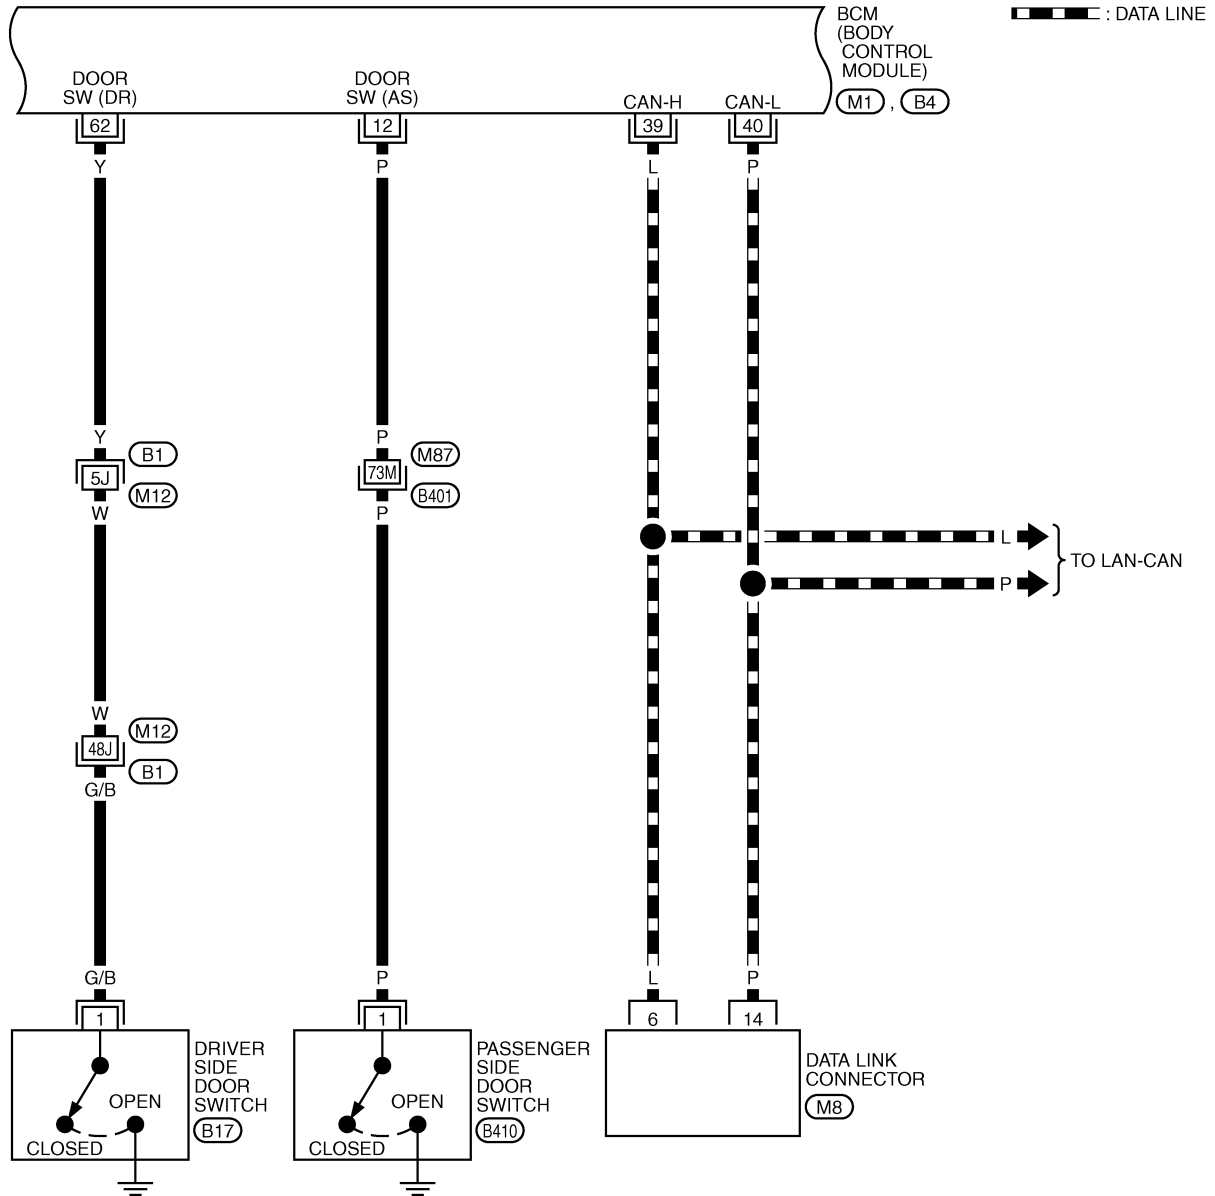 BCM
(BODY
CONTROL
MODULE)
M1 , B4
: DATA LINE
DOOR
SW (DR)
DOOR
SW (AS)
CAN-H
CAN-L
62
12
39
40
Y
P
L
P
Y
B1
5J
M12
W
P
M87
73M
B401
P
L
P
TO LAN-CAN
W
M12
48J
B1
G/B
G/B
P
L
P
1
1
6
14
DRIVER
SIDE
DOOR
SWITCH
B17
OPEN
CLOSED
PASSENGER
SIDE
DOOR
SWITCH
B410
OPEN
CLOSED
DATA LINK
CONNECTOR
M8